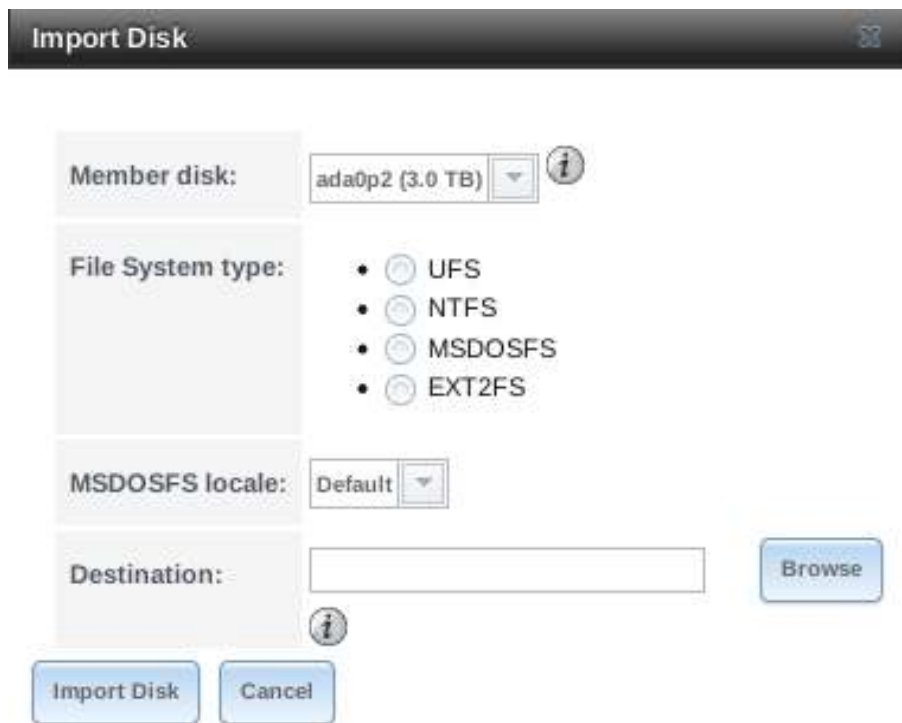 Import Disk
Member disk:
ada0p2 (3.0 TB)
i
File System type:
UFS
NTFS
MSDOSFS
EXT2FS
MSDOSFS locale:
Default
Destination:
Browse
i
Import Disk
Cancel